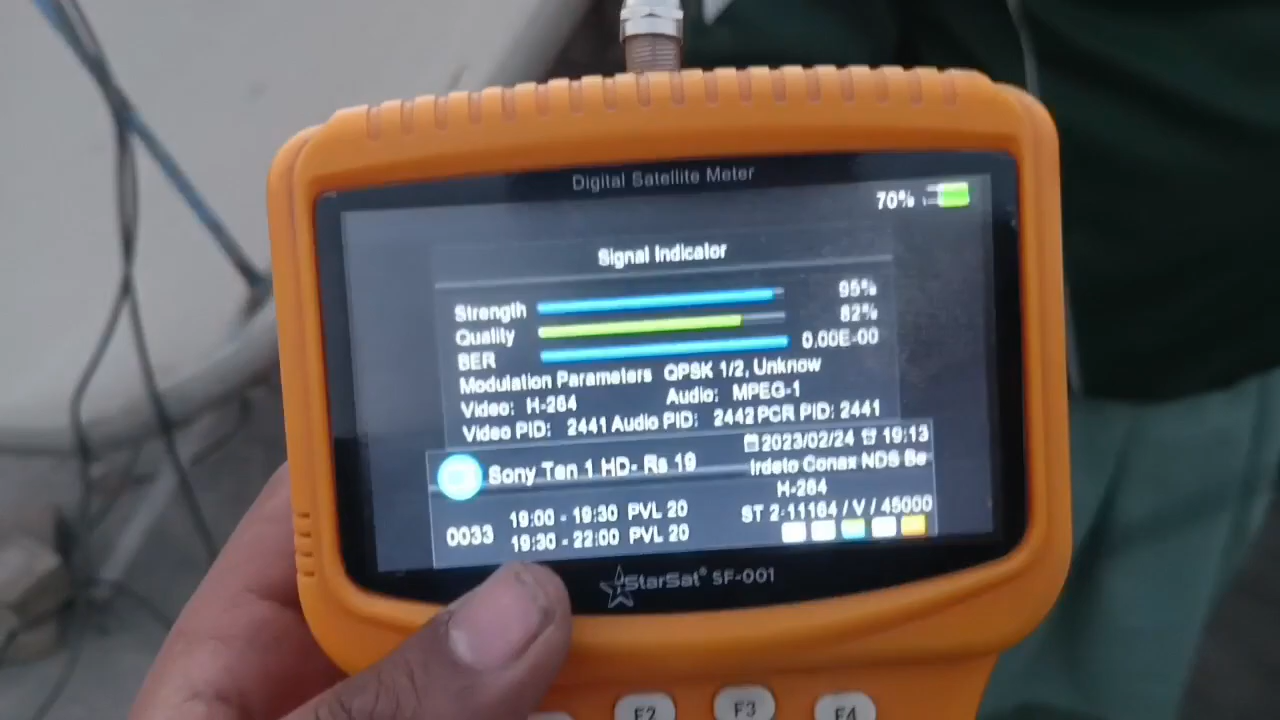 Digital Satellite Meter
70%
Signal Indicator
Strength 95%
Quality 82%
BER 0.00E-00
Modulation Parameters QPSK 1/2, Unknow
Video: H-264 Audio: MPEG-1
Video PID: 2441 Audio PID: 2442 PCR PID: 2441
2023/02/24 19:13
Sony Ten 1 HD- Rs 19
Irdeto Conax NDS Be
H-264
0033
19:00 - 19:30 PVL 20
19:30 - 22:00 PVL 20
ST 2-11164 / V / 45000
StarSat® SF-001
F2 F3 F4